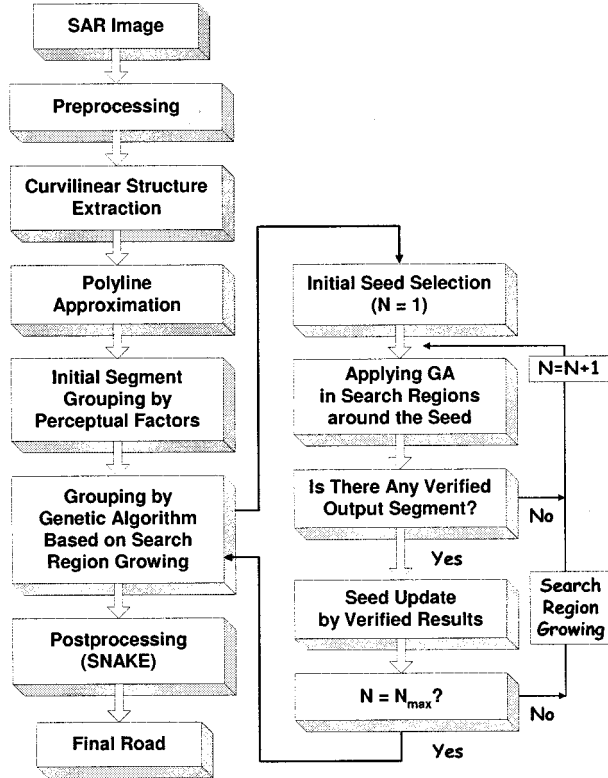 SAR Image
Preprocessing
Curvilinear Structure
Extraction
Polyline
Approximation
Initial Segment
Grouping by
Perceptual Factors
Grouping by
Genetic Algorithm
Based on Search
Region Growing
Postprocessing
(SNAKE)
Final Road
Initial Seed Selection
(N = 1)
N=N+1
Applying GA
in Search Regions
around the Seed
Is There Any Verified
Output Segment?
No
Yes
Search
Region
Growing
Seed Update
by Verified Results
N = Nmax?
No
Yes